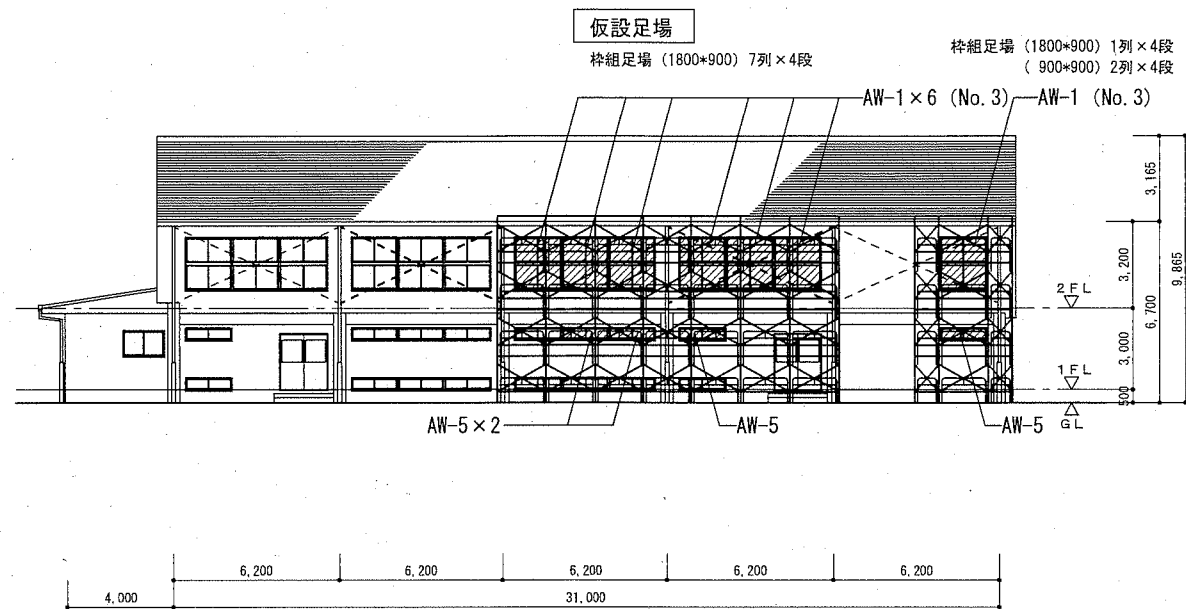 仮設足場
枠組足場 (1800*900) 7列×4段
枠組足場 (1800*900) 1列×4段
( 900*900) 2列×4段
AW-1×6 (No.3)
AW-1 (No.3)
3,165
3,200
9,865
2FL
6,700
3,000
1FL
500
GL
AW-5×2
AW-5
AW-5
6,200
6,200
6,200
6,200
6,200
4,000
31,000